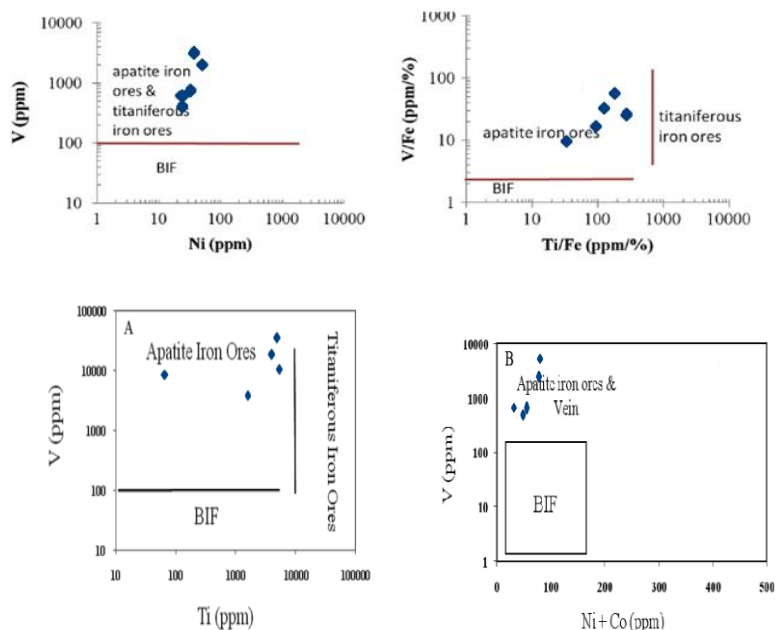 10000
1000
100
10
V (ppm)
apatite iron
ores &
titaniferous
iron ores
BIF
1 10 100 1000 10000
Ni (ppm)
1000
100
10
1
V/Fe (ppm/%)
apatite iron ores
titaniferous
iron ores
BIF
1 10 100 1000 10000
Ti/Fe (ppm/%)
100000
10000
1000
100
10
V (ppm)
A
Apatite Iron Ores
Titaniferous Iron Ores
BIF
10 100 1000 10000 100000
Ti (ppm)
10000
1000
100
10
1
V (ppm)
B
Apatite iron ores &
Vein
BIF
0 100 200 300 400 500
Ni+Co (ppm)